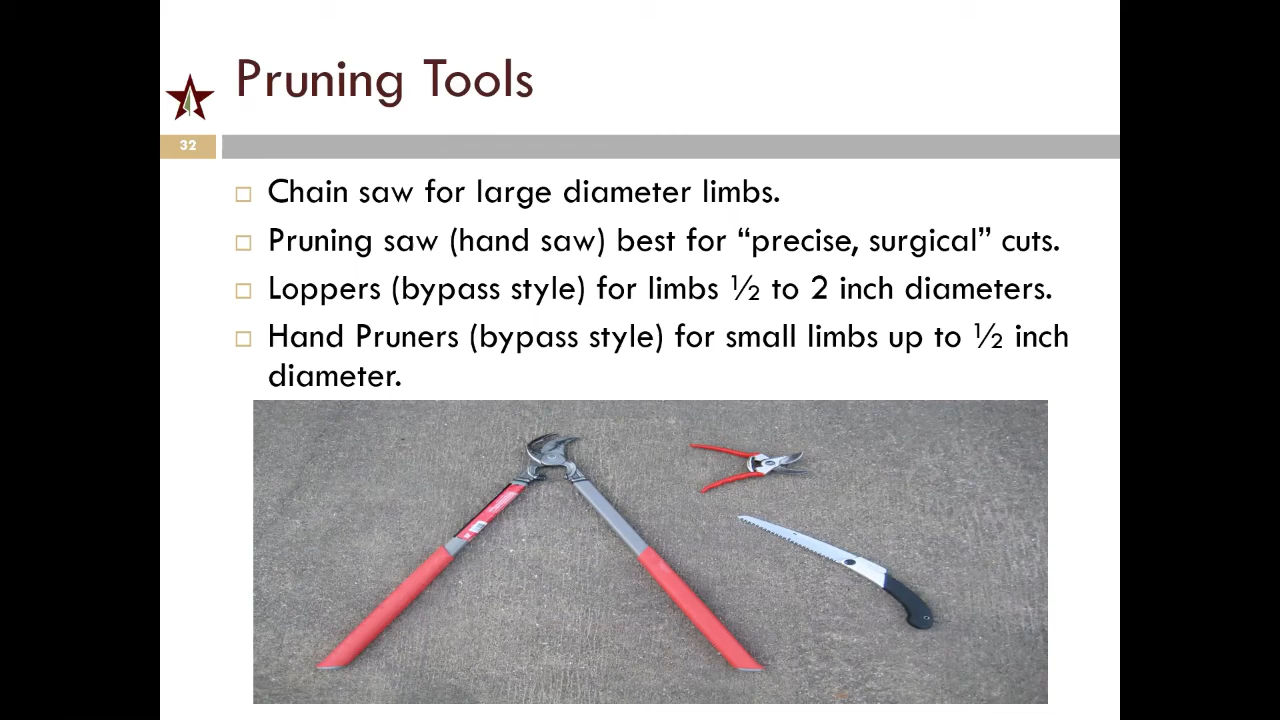 Pruning Tools
32
Chain saw for large diameter limbs.
Pruning saw (hand saw) best for “precise, surgical” cuts.
Loppers (bypass style) for limbs ½ to 2 inch diameters.
Hand Pruners (bypass style) for small limbs up to ½ inch
diameter.